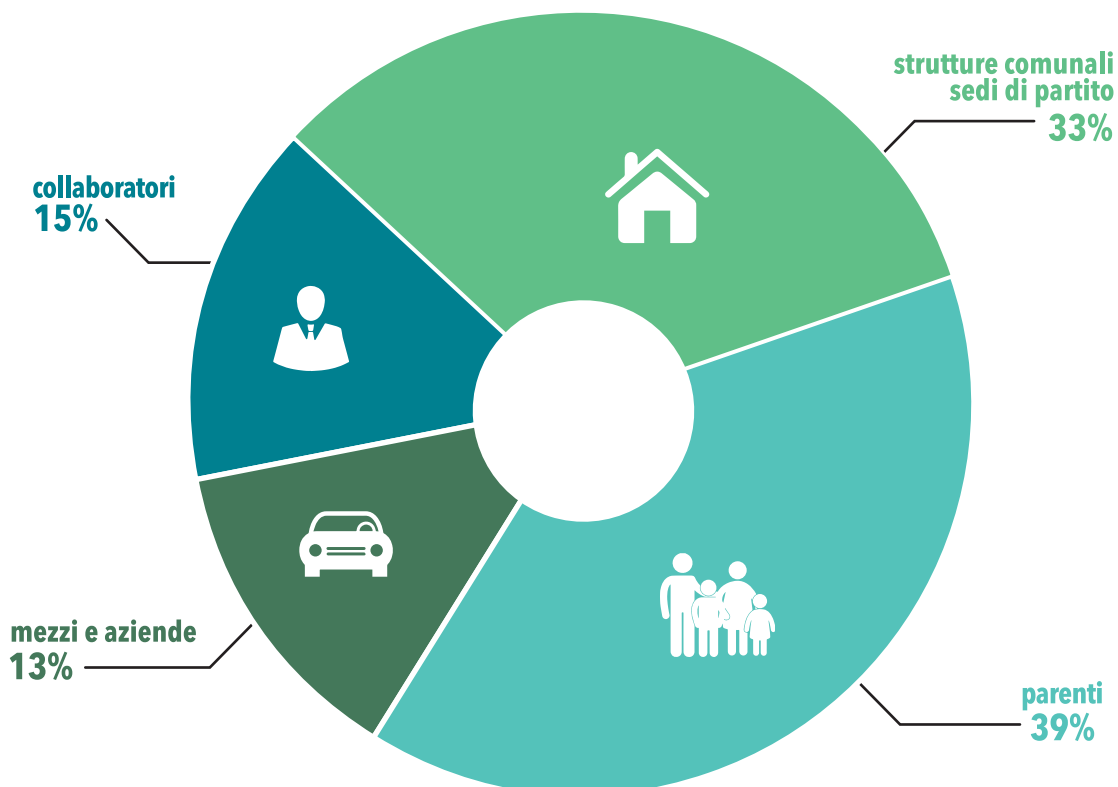 strutture comunali
sedi di partito
33%
collaboratori
15%
mezzi e aziende
13%
parenti
39%